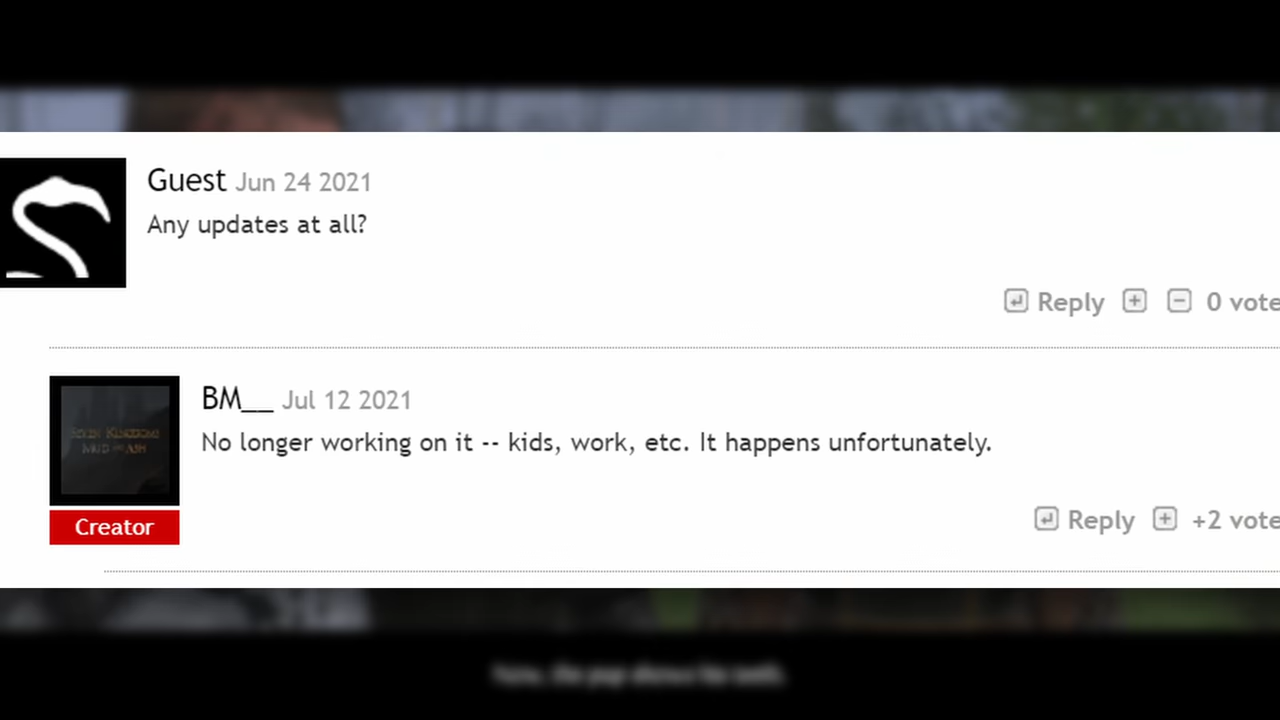 Guest Jun 24 2021
Any updates at all?
Reply 0 vote
BM__ Jul 12 2021
No longer working on it -- kids, work, etc. It happens unfortunately.
Creator
Reply +2 vote